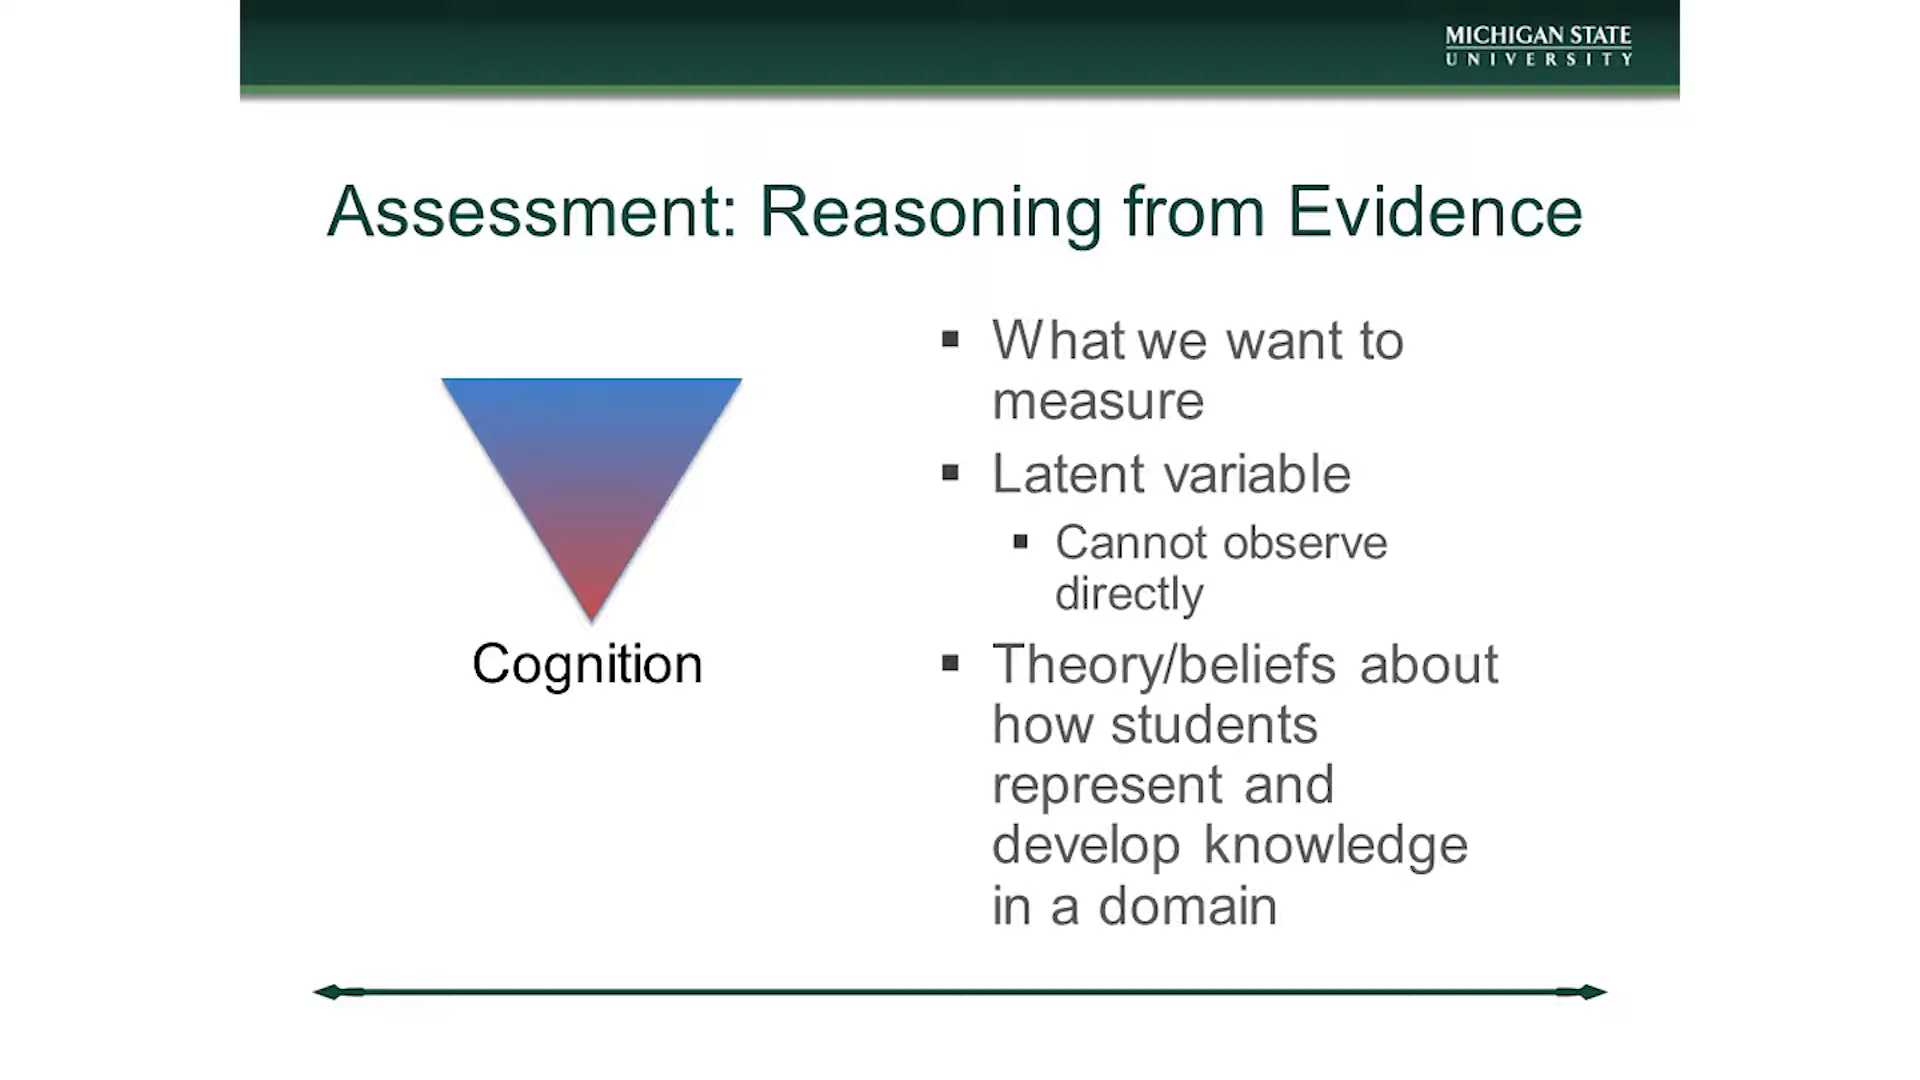 MICHIGAN STATE
UNIVERSITY
Assessment: Reasoning from Evidence
Cognition
▪ What we want to
measure
▪ Latent variable
▪ Cannot observe
directly
▪ Theory/beliefs about
how students
represent and
develop knowledge
in a domain